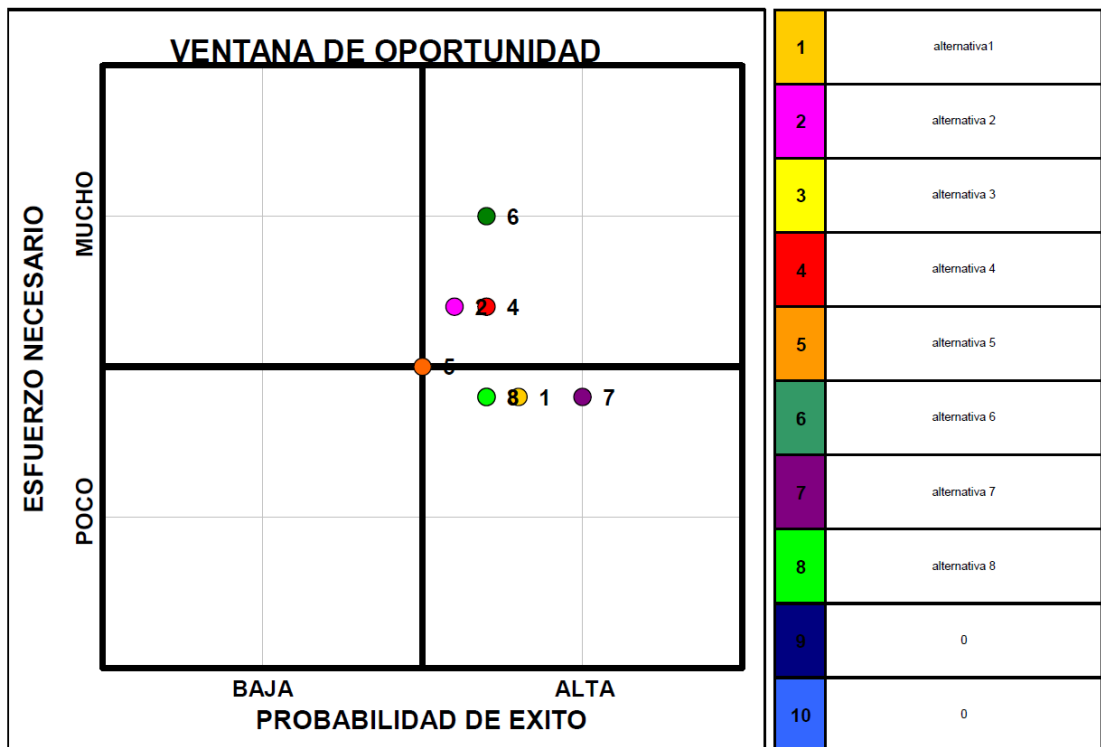 VENTANA DE OPORTUNIDAD
ESFUERZO NECESARIO
MUCHO
POCO
6
2 4
5
8 1 7
BAJA ALTA
PROBABILIDAD DE EXITO
1 alternativa1
2 alternativa 2
3 alternativa 3
4 alternativa 4
5 alternativa 5
6 alternativa 6
7 alternativa 7
8 alternativa 8
9 0
10 0